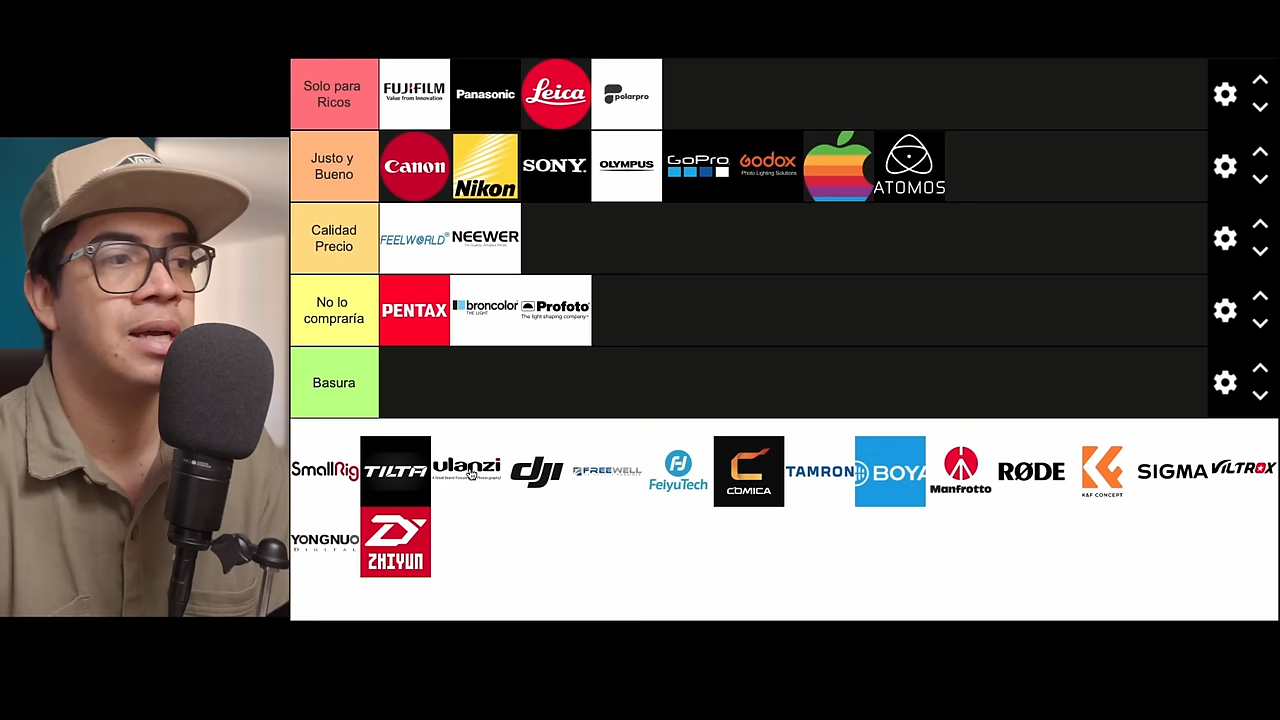 Solo para
Ricos
FUJIFILM
Value from Innovation
Panasonic
Leica
polarpro
Justo y
Bueno
Canon
Nikon
SONY.
OLYMPUS
GoPro
Godox
Photo Lighting Solutions
ATOMOS
Calidad
Precio
FEELWORLD®
NEEWER
No lo
compraría
PENTAX
broncolor
THE LIGHT
Profoto
The light shaping company™
Basura
SmallRig
TILTA
ulanzi
dji
FREEWELL
FeiyuTech
COMICA
TAMRON
BOYA
Manfrotto
RØDE
K&F CONCEPT
SIGMA
VILTROX
YONGNUO
DIGITAL
ZHIYUN